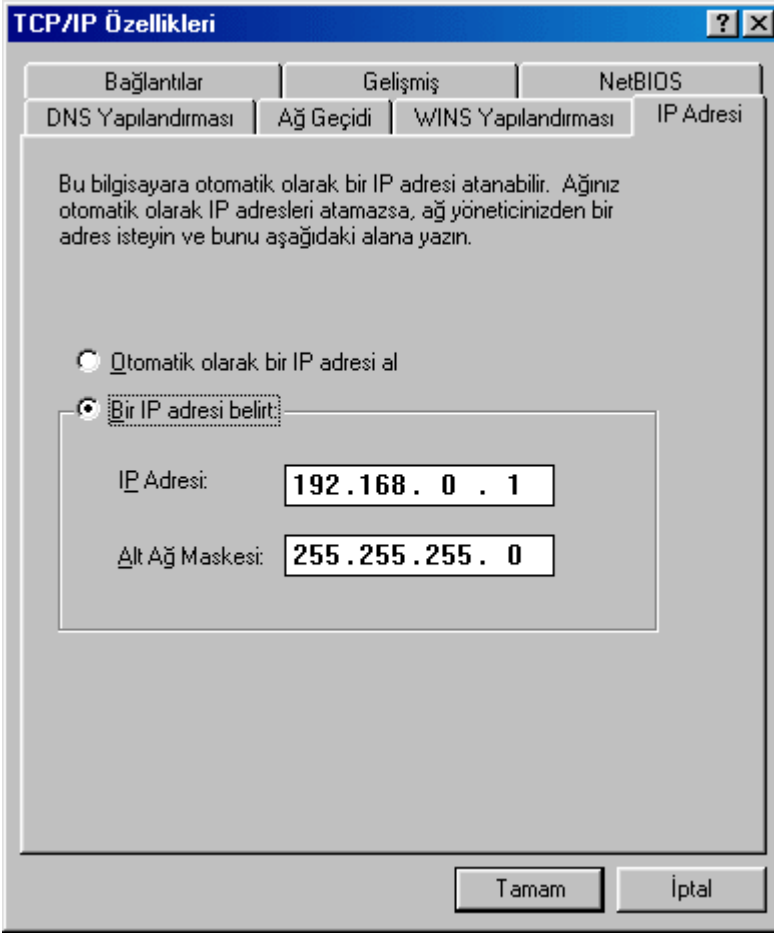 TCP/IP Özellikleri
Bağlantılar Gelişmiş NetBIOS
DNS Yapılandırması Ağ Geçidi WINS Yapılandırması IP Adresi
Bu bilgisayara otomatik olarak bir IP adresi atanabilir. Ağınız
otomatik olarak IP adresleri atamazsa, ağ yöneticinizden bir
adres isteyin ve bunu aşağıdaki alana yazın.
Otomatik olarak bir IP adresi al
Bir IP adresi belirt:
IP Adresi: 192.168. 0 . 1
Alt Ağ Maskesi: 255.255.255. 0
Tamam İptal